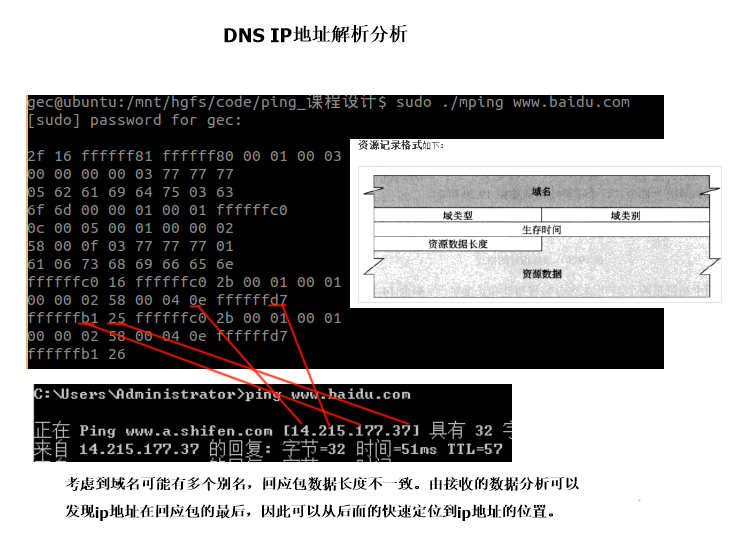 DNS IP地址解析分析
gec@ubuntu:/mnt/hgfs/code/ping_课程设计$ sudo ./mping www.baidu.com
[sudo] password for gec:
2f 16 ffffff81 ffffff80 00 01 00 03
00 00 00 00 03 77 77 77
05 62 61 69 64 75 03 63
6f 6d 00 00 01 00 01 ffffffc0
0c 00 05 00 01 00 00 02
58 00 0f 03 77 77 77 01
61 06 73 68 69 66 65 6e
ffffffc0 16 ffffffc0 2b 00 01 00 01
00 00 02 58 00 04 0e ffffffd7
ffffffb1 25 ffffffc0 2b 00 01 00 01
00 00 02 58 00 04 0e ffffffd7
ffffffb1 26
资源记录格式如下:
域名
域类型 域类别
生存时间
资源数据长度
资源数据
C:\Users\Administrator>ping www.baidu.com
正在 Ping www.a.shifen.com [14.215.177.37] 具有 32
来自 14.215.177.37 的回复: 字节=32 时间=51ms TTL=57
考虑到域名可能有多个别名，回应包数据长度不一致。由接收的数据分析可以
发现ip地址在回应包的最后，因此可以从后面的快速定位到ip地址的位置。